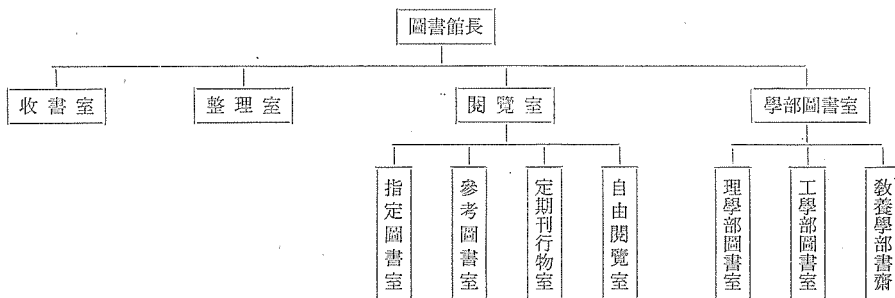 圖書館長
收書室
整理室
閱覽室
學部圖書室
指定圖書室
參考圖書室
定期刊行物室
自由閱覽室
理學部圖書室
工學部圖書室
敎養學部書齋